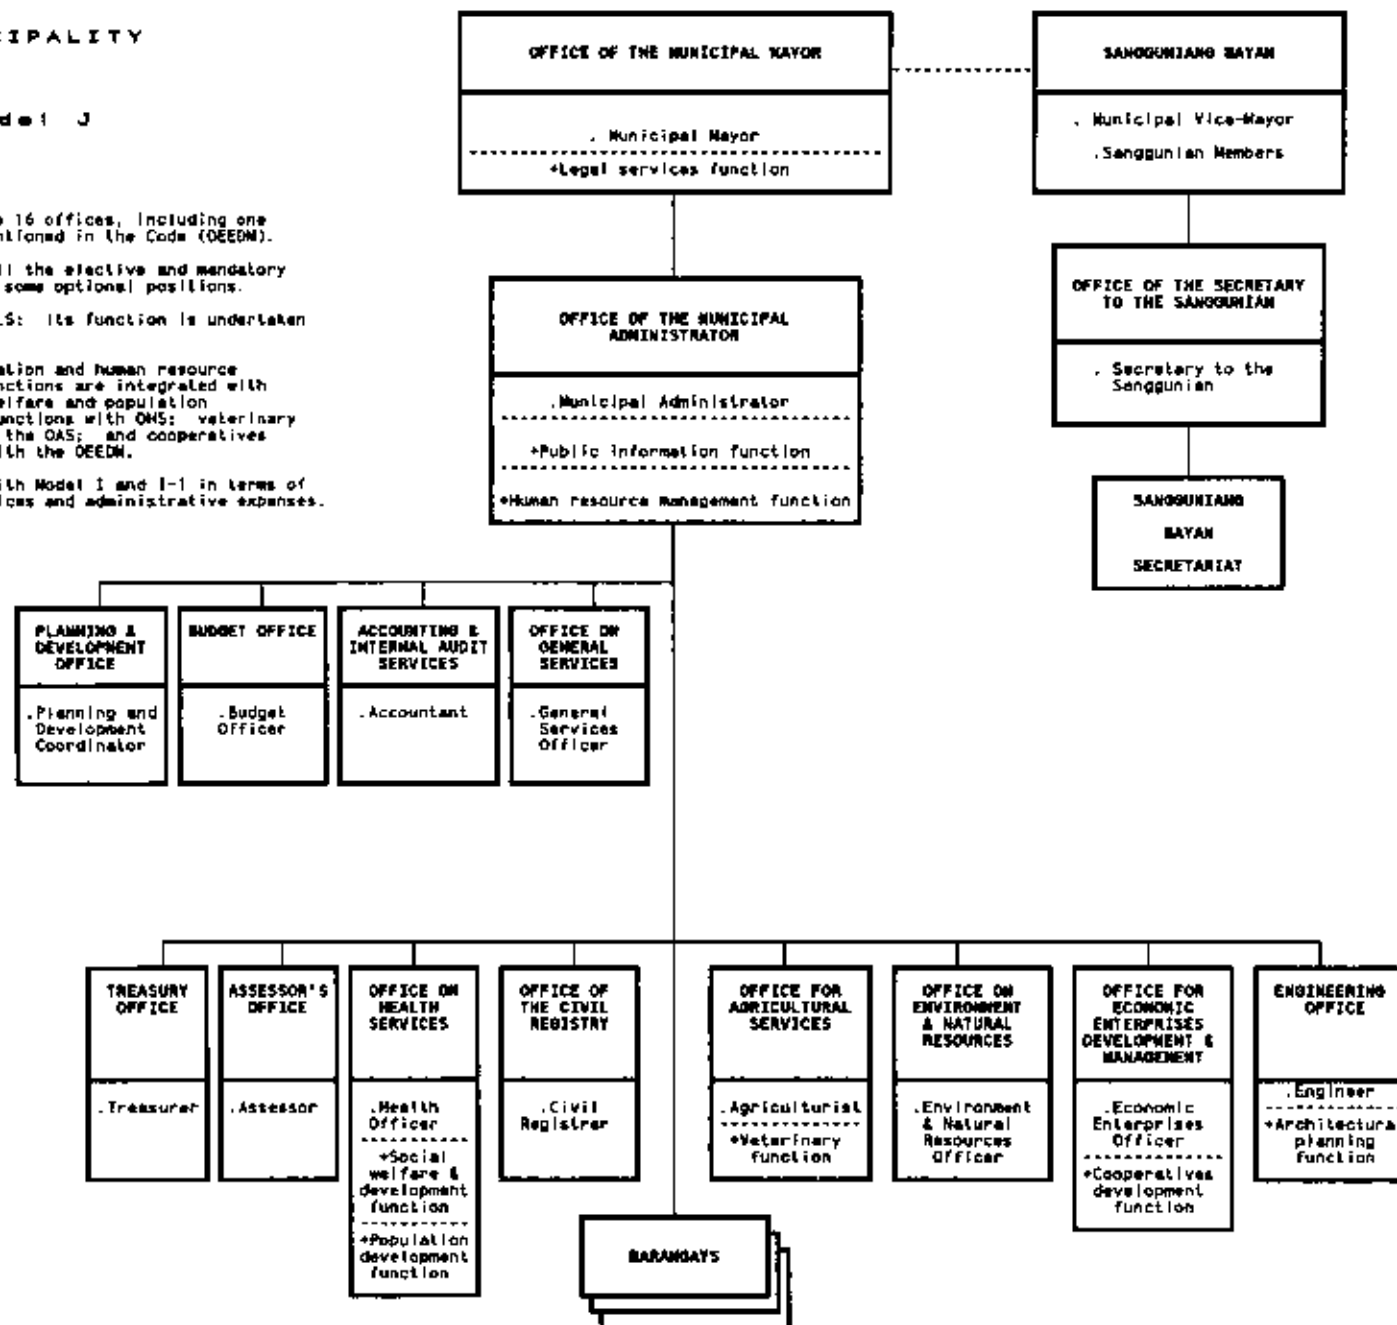 CIPALITY
del J
16 offices, including one
ntioned in the Code (OEEDM).
ll the elective and mandatory
some optional positions.
LS: its function is undertaken
ation and human resource
nctions are integrated with
elfare and population
unctions with OHS; veterinary
the OAS; and cooperatives
ith the OEEDM.
ith Model I and I-1 in terms of
ices and administrative expenses.
OFFICE OF THE MUNICIPAL MAYOR
. Municipal Mayor
+Legal services function
SANGGUNIANG BAYAN
. Municipal Vice-Mayor
.Sanggunian Members
OFFICE OF THE MUNICIPAL
ADMINISTRATOR
.Municipal Administrator
+Public information function
+Human resource management function
OFFICE OF THE SECRETARY
TO THE SANGGUNIAN
. Secretary to the
Sanggunian
SANGGUNIANG
BAYAN
SECRETARIAT
PLANNING &
DEVELOPMENT
OFFICE
.Planning and
Development
Coordinator
BUDGET OFFICE
.Budget
Officer
ACCOUNTING &
INTERNAL AUDIT
SERVICES
.Accountant
OFFICE ON
GENERAL
SERVICES
.General
Services
Officer
TREASURY
OFFICE
.Treasurer
ASSESSOR'S
OFFICE
.Assessor
OFFICE ON
HEALTH
SERVICES
.Health
Officer
+Social
welfare &
development
function
+Population
development
function
OFFICE OF
THE CIVIL
REGISTRY
.Civil
Registrar
OFFICE FOR
AGRICULTURAL
SERVICES
.Agriculturist
+Veterinary
function
OFFICE ON
ENVIRONMENT
& NATURAL
RESOURCES
.Environment
& Natural
Resources
Officer
OFFICE FOR
ECONOMIC
ENTERPRISES
DEVELOPMENT &
MANAGEMENT
.Economic
Enterprises
Officer
+Cooperatives
development
function
ENGINEERING
OFFICE
.Engineer
+Architectura
planning
function
BARANGAYS